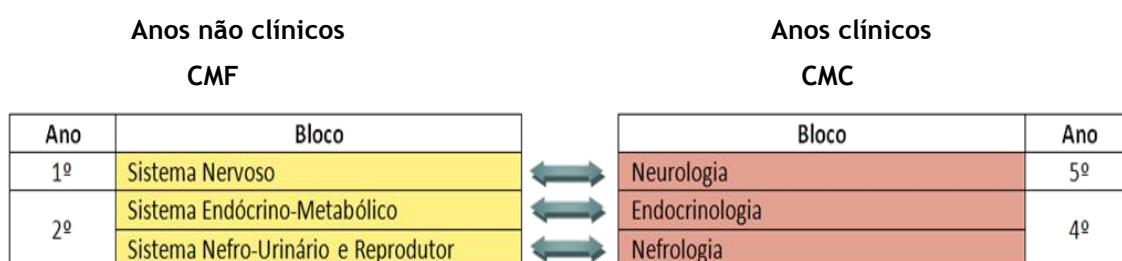 Anos não clínicos
CMF
Ano Bloco
1º Sistema Nervoso
2º Sistema Endócrino-Metabólico
Sistema Nefro-Urinário e Reprodutor
Anos clínicos
CMC
Bloco Ano
Neurologia 5º
Endocrinologia 4º
Nefrologia